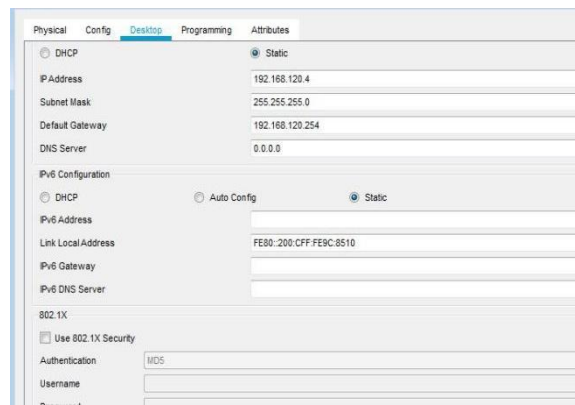 Physical Config Desktop Programming Attributes
DHCP Static
IP Address 192.168.120.4
Subnet Mask 255.255.255.0
Default Gateway 192.168.120.254
DNS Server 0.0.0.0
IPv6 Configuration
DHCP Auto Config Static
IPv6 Address
Link Local Address FE80::200:CFF:FE9C:8510
IPv6 Gateway
IPv6 DNS Server
802.1X
Use 802.1X Security
Authentication MD5
Username